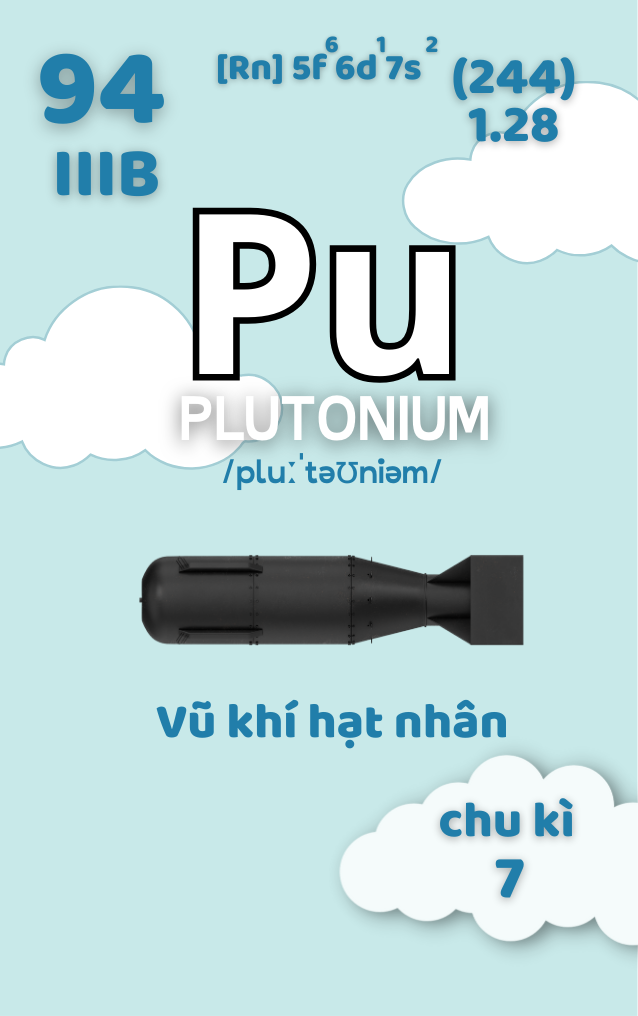 94
IIIB
[Rn] 5f⁶ 6d¹ 7s²
(244)
1.28
Pu
PLUTONIUM
/pluːˈtəʊniəm/
Vũ khí hạt nhân
chu kì
7